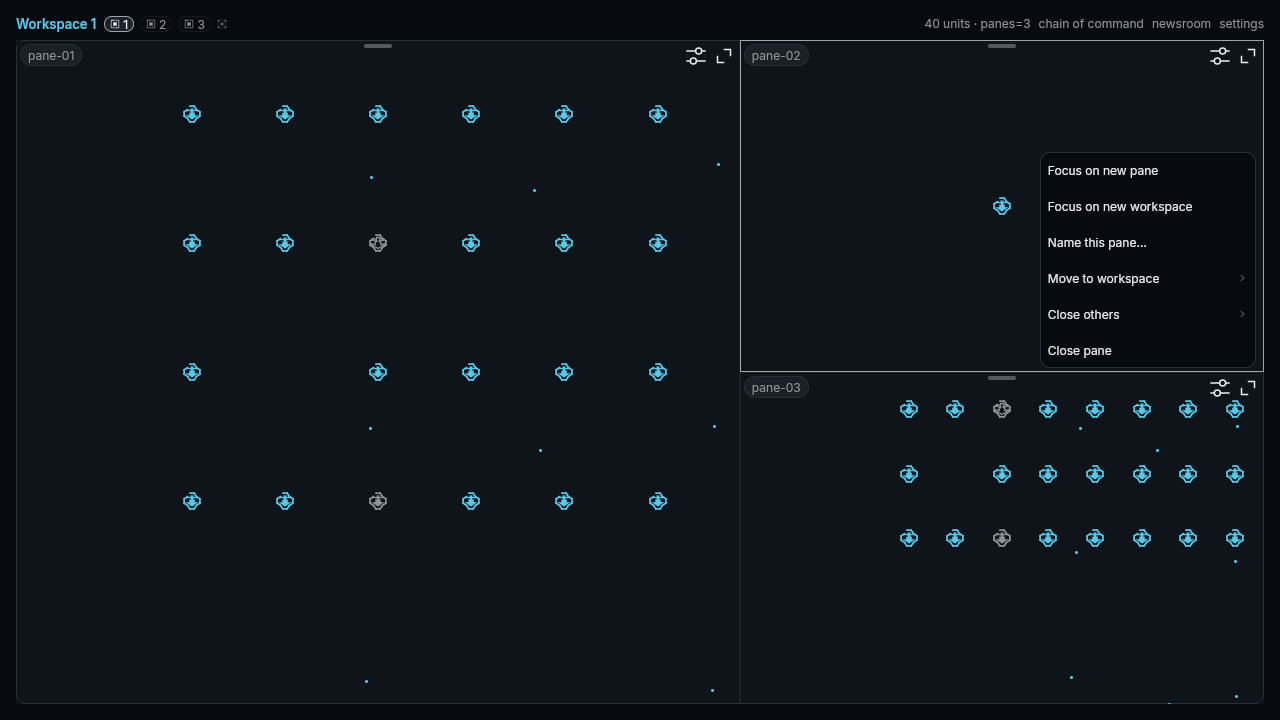 Workspace 1 1 2 3
40 units · panes=3 chain of command newsroom settings
pane-01
pane-02
Focus on new pane
Focus on new workspace
Name this pane...
Move to workspace
Close others
Close pane
pane-03